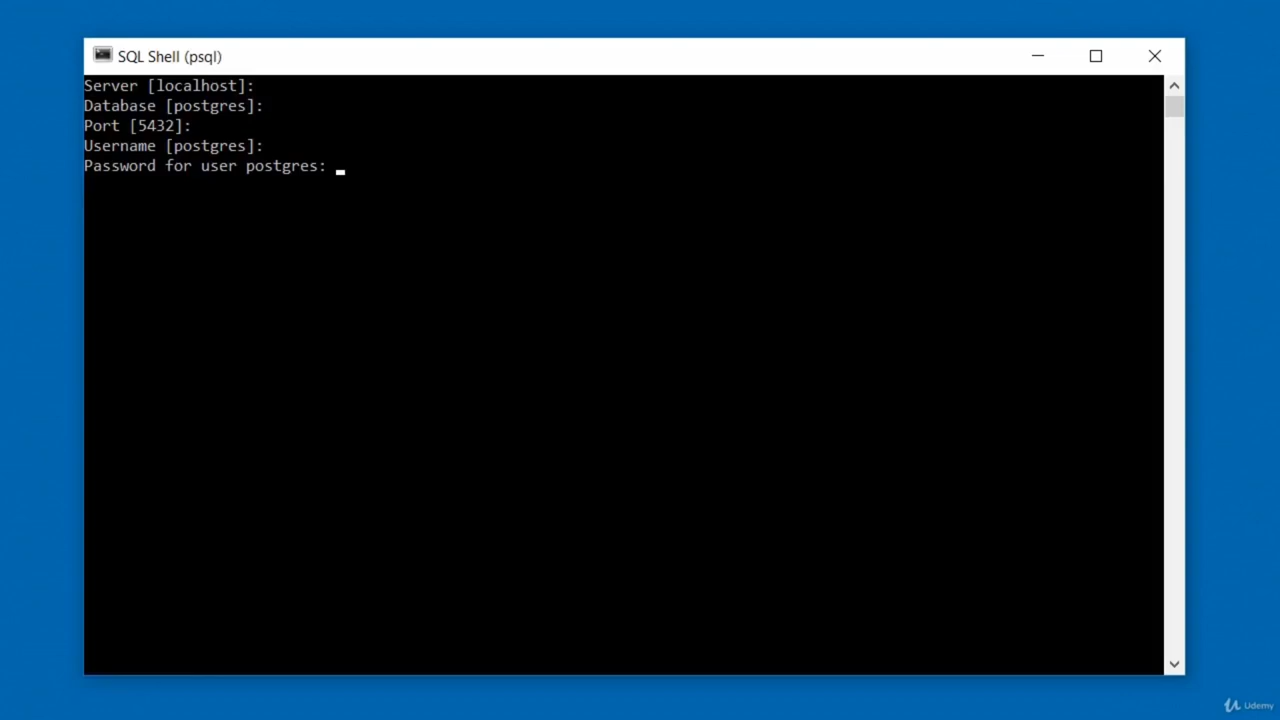 SQL Shell (psql)
Server [localhost]:
Database [postgres]:
Port [5432]:
Username [postgres]:
Password for user postgres:
Udemy